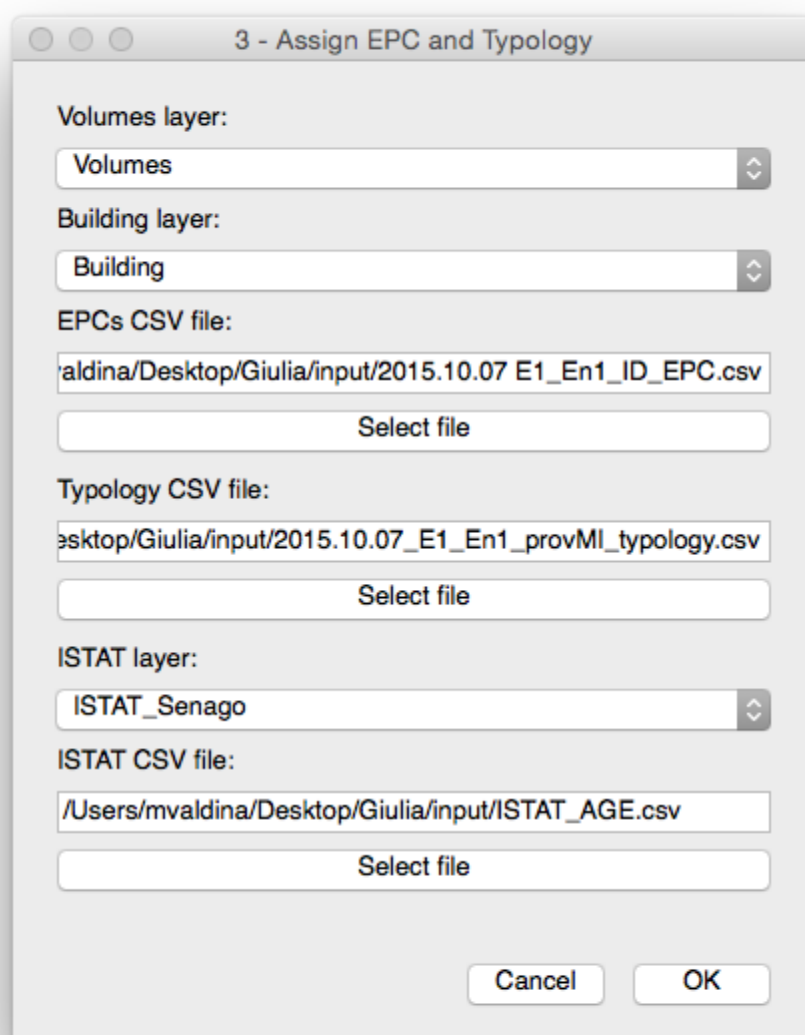 3 - Assign EPC and Typology
Volumes layer:
Volumes
Building layer:
Building
EPCs CSV file:
valdina/Desktop/Giulia/input/2015.10.07 E1_En1_ID_EPC.csv
Select file
Typology CSV file:
esktop/Giulia/input/2015.10.07_E1_En1_provMI_typology.csv
Select file
ISTAT layer:
ISTAT_Senago
ISTAT CSV file:
/Users/mvaldina/Desktop/Giulia/input/ISTAT_AGE.csv
Select file
Cancel OK